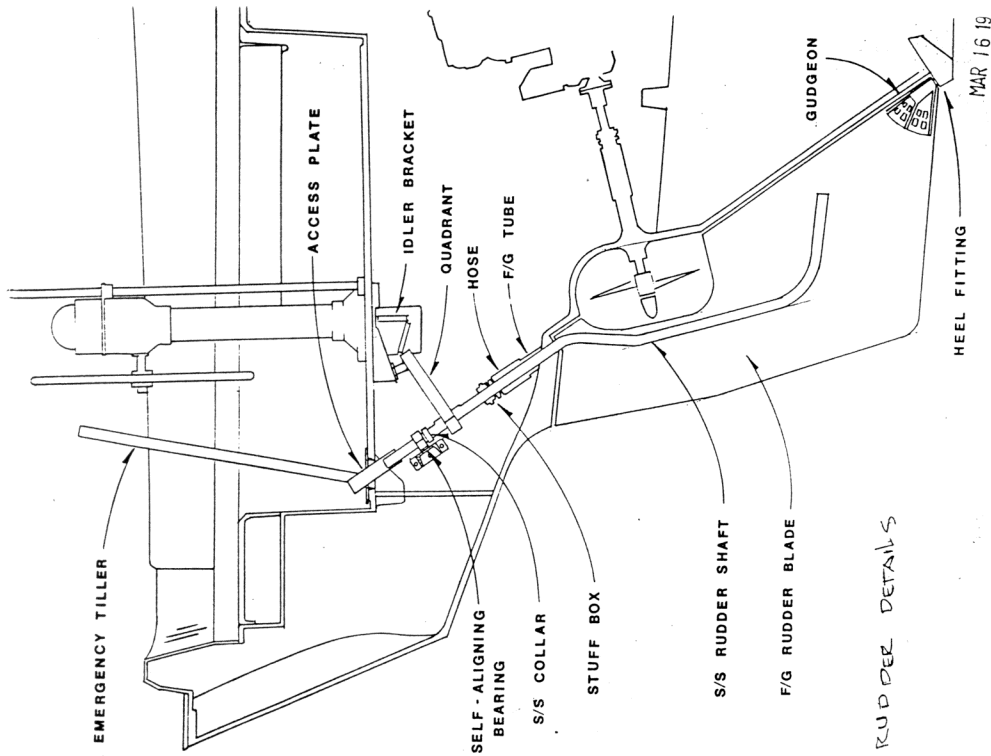 EMERGENCY TILLER
ACCESS PLATE
IDLER BRACKET
QUADRANT
HOSE
F/G TUBE
GUDGEON
SELF-ALIGNING
BEARING
S/S COLLAR
STUFF BOX
S/S RUDDER SHAFT
F/G RUDDER BLADE
HEEL FITTING
RUDDER DETAILS
MAR 16 19